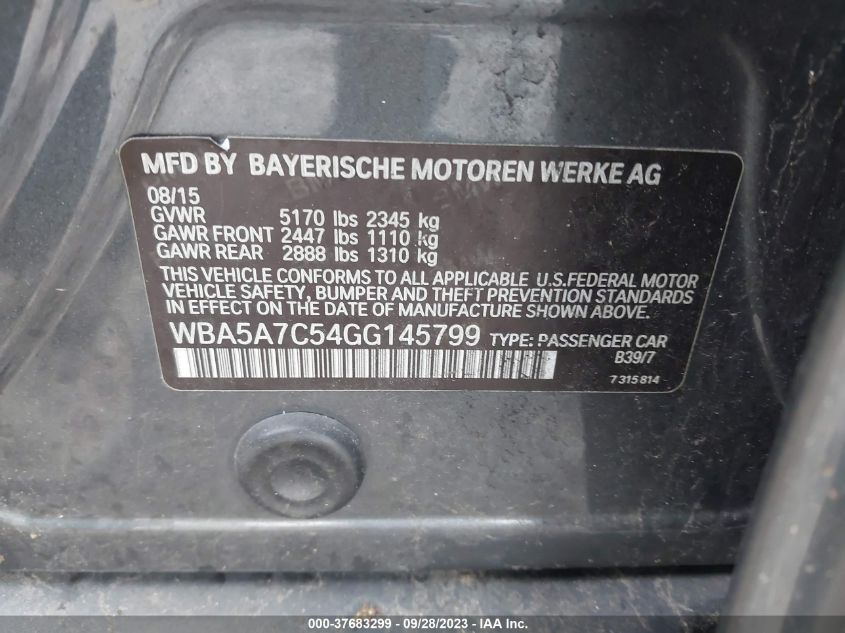 MFD BY BAYERISCHE MOTOREN WERKE AG
08/15
GVWR 5170 lbs 2345 kg
GAWR FRONT 2447 lbs 1110 kg
GAWR REAR 2888 lbs 1310 kg
THIS VEHICLE CONFORMS TO ALL APPLICABLE U.S.FEDERAL MOTOR
VEHICLE SAFETY, BUMPER AND THEFT PREVENTION STANDARDS
IN EFFECT ON THE DATE OF MANUFACTURE SHOWN ABOVE.
WBA5A7C54GG145799 TYPE: PASSENGER CAR
B39/7
7 315 814
000-37683299 - 09/28/2023 - IAA Inc.